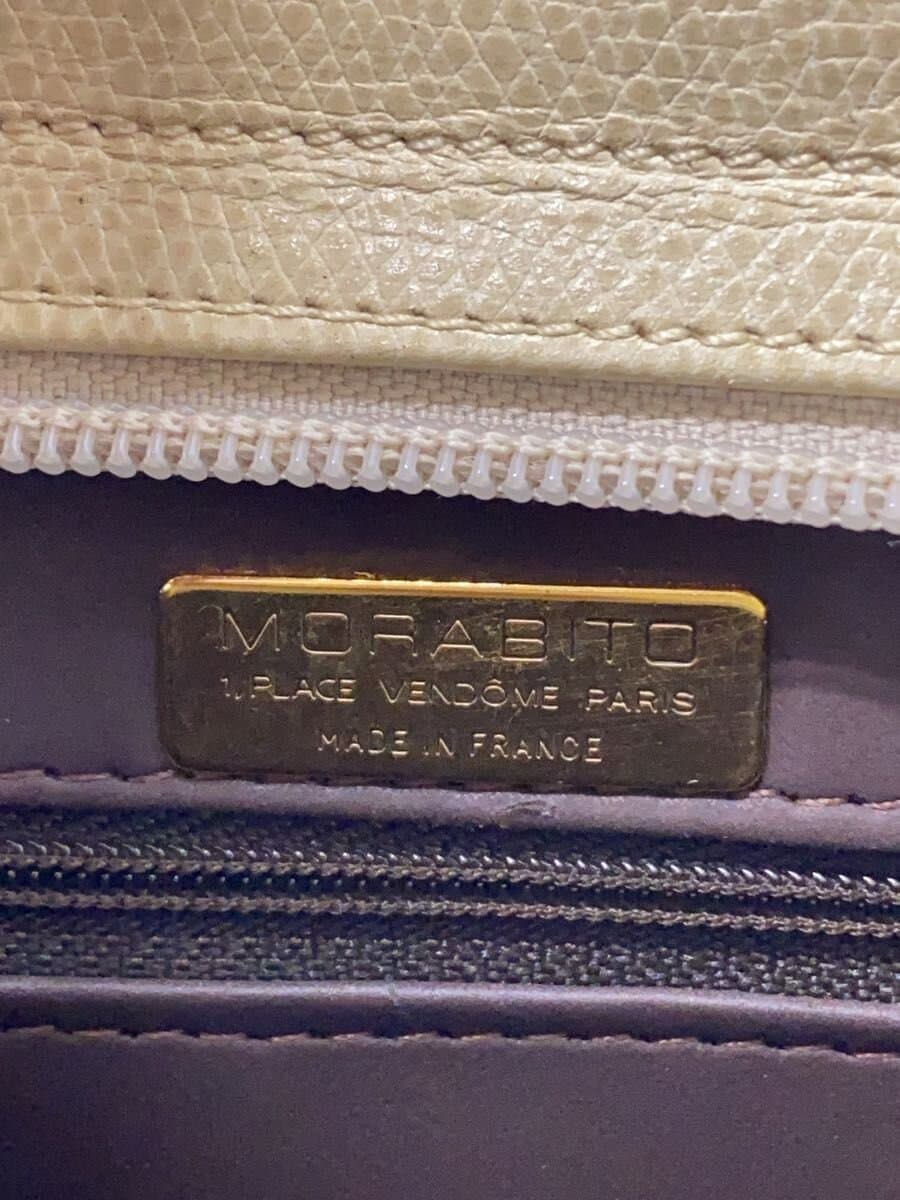 MORABITO
1, PLACE VENDÔME PARIS
MADE IN FRANCE